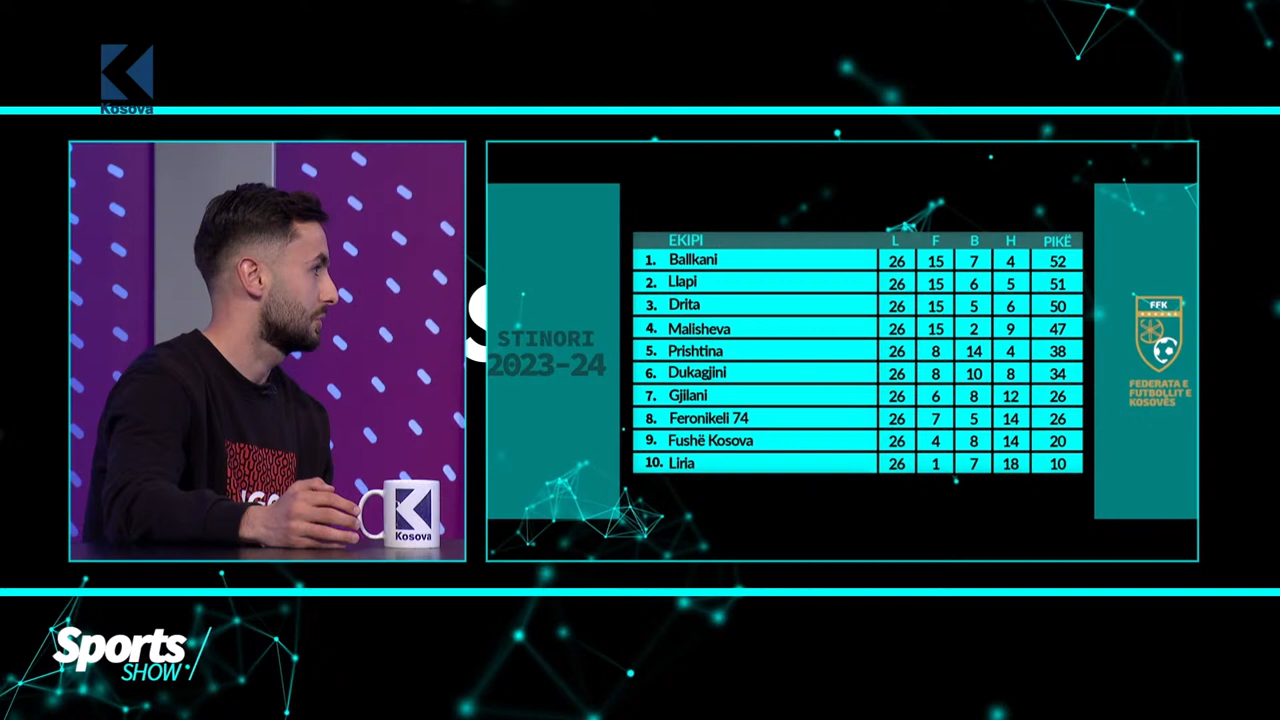 Kosova
STINORI
2023-24
EKIPI L F B H PIKË
1. Ballkani 26 15 7 4 52
2. Llapi 26 15 6 5 51
3. Drita 26 15 5 6 50
4. Malisheva 26 15 2 9 47
5. Prishtina 26 8 14 4 38
6. Dukagjini 26 8 10 8 34
7. Gjilani 26 6 8 12 26
8. Feronikeli 74 26 7 5 14 26
9. Fushë Kosova 26 4 8 14 20
10. Liria 26 1 7 18 10
FFK
FEDERATA E
FUTBOLLIT E
KOSOVËS
Kosova
Sports
SHOW